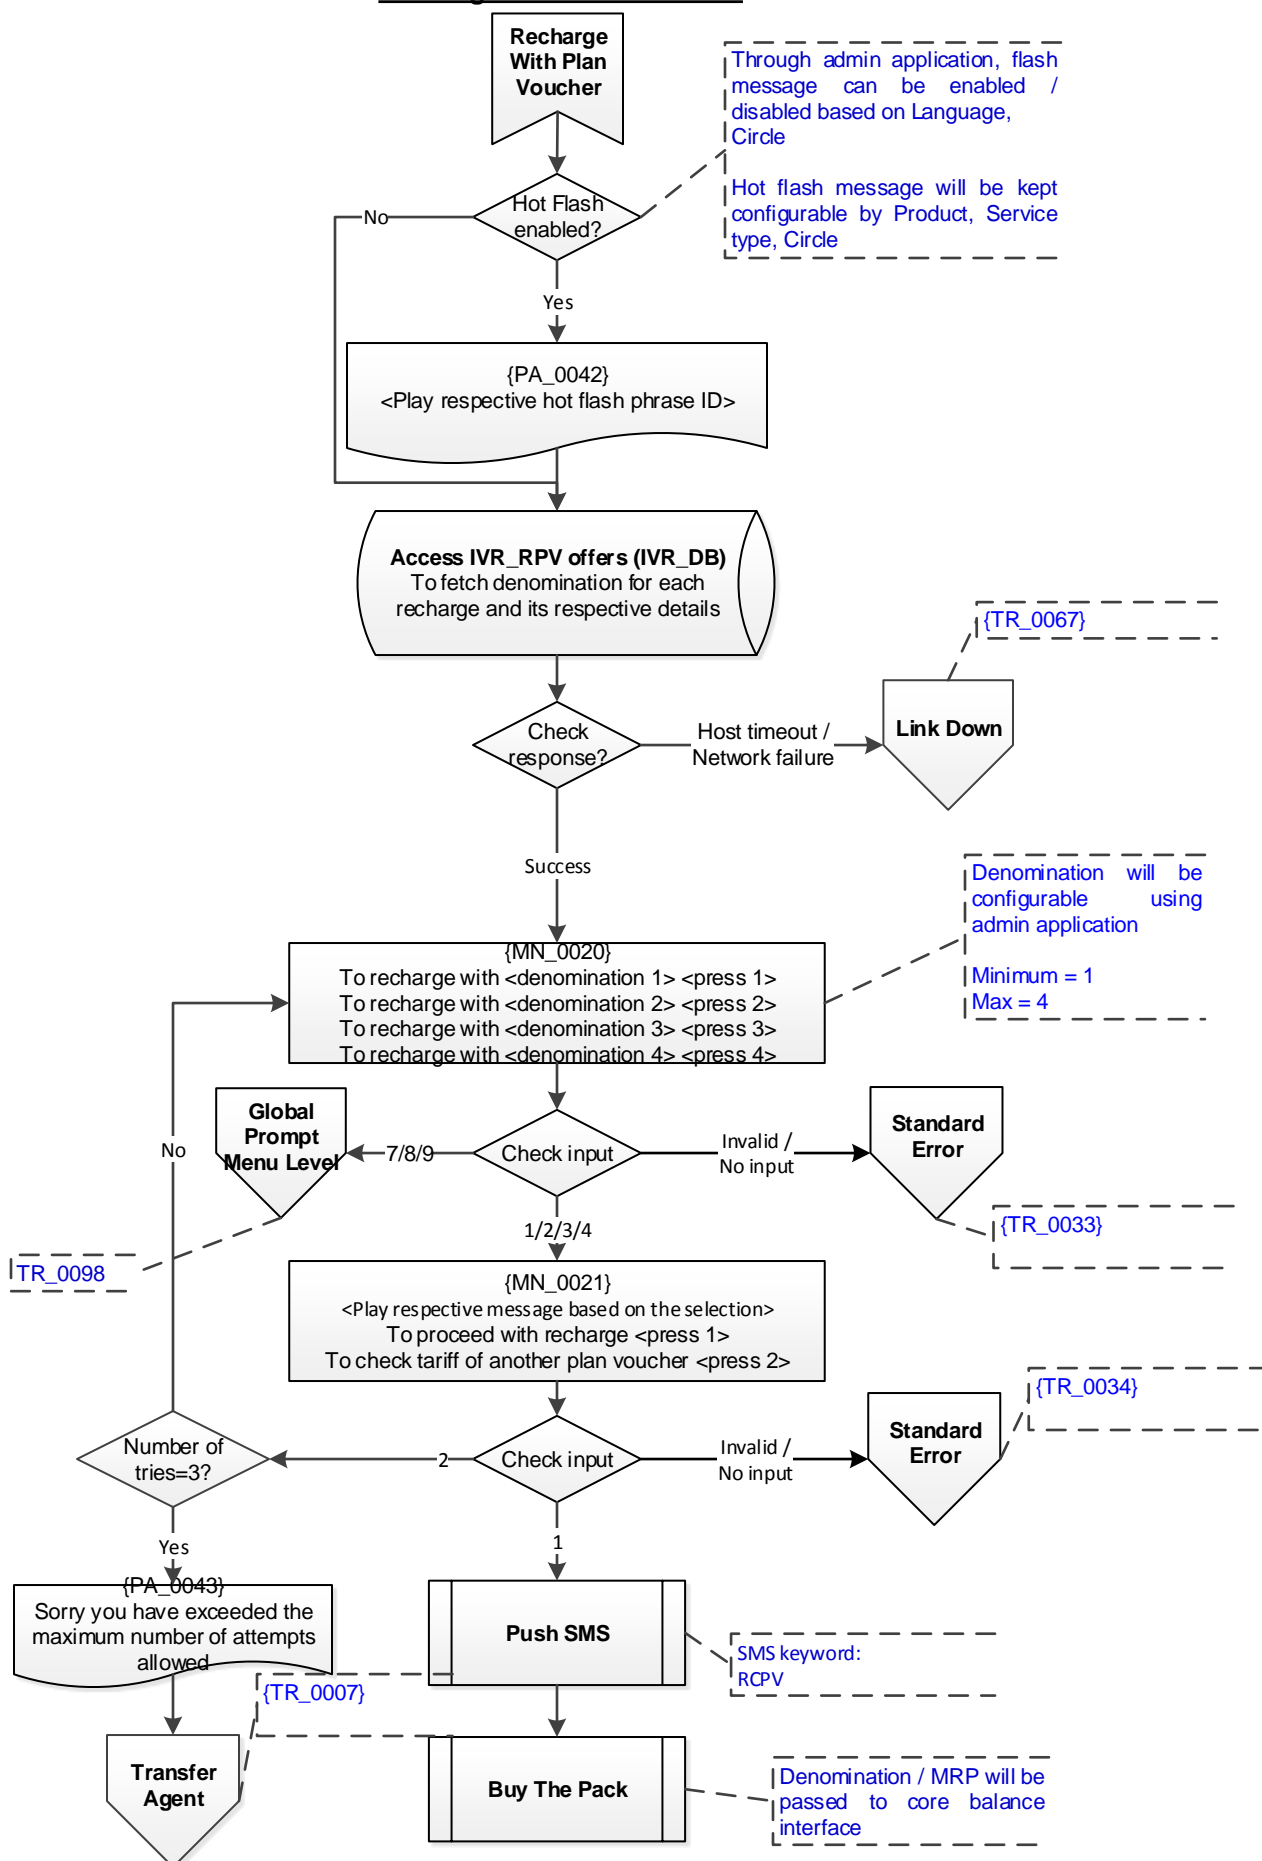 Recharge
With Plan
Voucher
Through admin application, flash
message can be enabled /
disabled based on Language,
Circle
Hot flash message will be kept
configurable by Product, Service
type, Circle
Hot Flash
enabled?
No
Yes
{PA_0042}
<Play respective hot flash phrase ID>
Access IVR_RPV offers (IVR_DB)
To fetch denomination for each
recharge and its respective details
{TR_0067}
Link Down
Check
response?
Host timeout /
Network failure
Success
Denomination will be
configurable using
admin application
Minimum = 1
Max = 4
{MN_0020}
To recharge with <denomination 1> <press 1>
To recharge with <denomination 2> <press 2>
To recharge with <denomination 3> <press 3>
To recharge with <denomination 4> <press 4>
No
Global
Prompt
Menu Level
7/8/9
Check input
Invalid /
No input
Standard
Error
1/2/3/4
{TR_0033}
TR_0098
{MN_0021}
<Play respective message based on the selection>
To proceed with recharge <press 1>
To check tariff of another plan voucher <press 2>
{TR_0034}
Number of
tries=3?
2
Check input
Invalid /
No input
Standard
Error
Yes
1
{PA_0043}
Sorry you have exceeded the
maximum number of attempts
allowed
Push SMS
SMS keyword:
RCPV
{TR_0007}
Transfer
Agent
Buy The Pack
Denomination / MRP will be
passed to core balance
interface